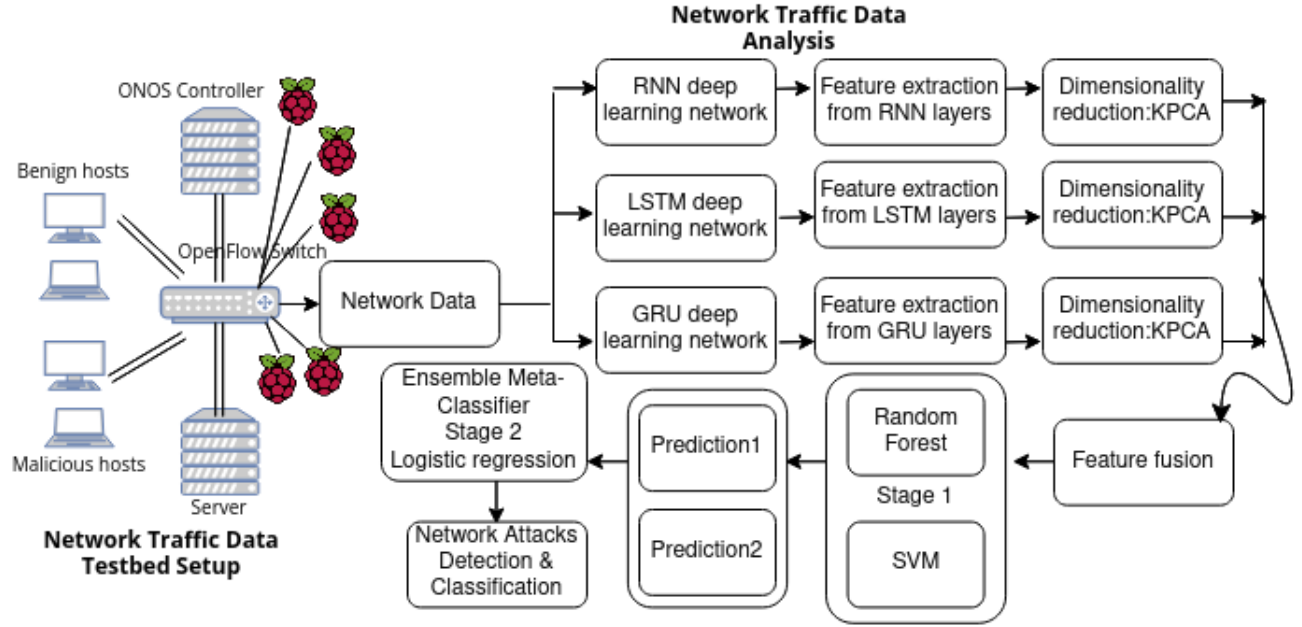 Network Traffic Data
Analysis
ONOS Controller
Benign hosts
OpenFlow Switch
Malicious hosts
Server
Network Traffic Data
Testbed Setup
Network Data
RNN deep
learning network
Feature extraction
from RNN layers
Dimensionality
reduction:KPCA
LSTM deep
learning network
Feature extraction
from LSTM layers
Dimensionality
reduction:KPCA
GRU deep
learning network
Feature extraction
from GRU layers
Dimensionality
reduction:KPCA
Feature fusion
Random
Forest
Stage 1
SVM
Prediction1
Prediction2
Ensemble Meta-
Classifier
Stage 2
Logistic regression
Network Attacks
Detection &
Classification